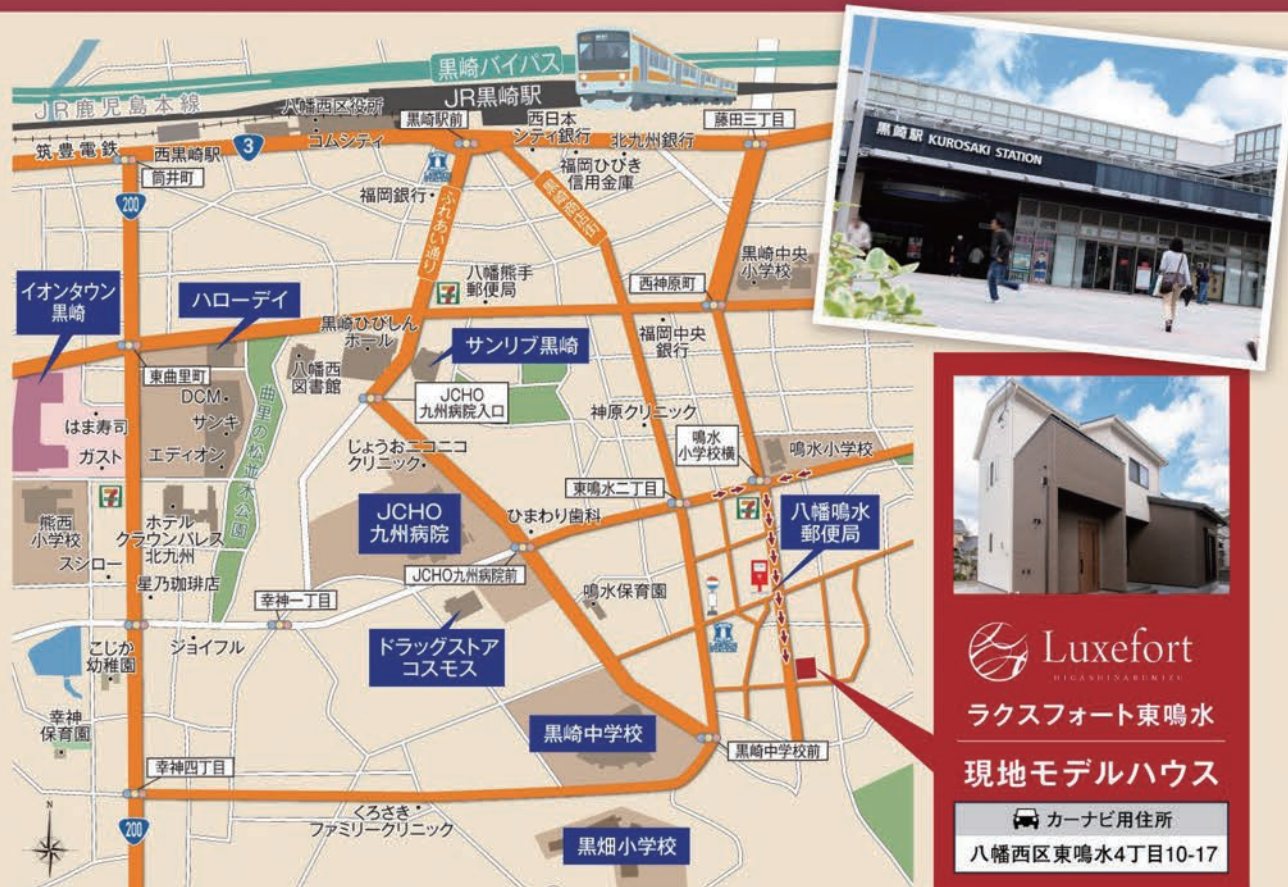 黒崎バイパス
JR鹿児島本線
JR黒崎駅
八幡西区役所
黒崎駅前
西日本
シティ銀行
北九州銀行
藤田三丁目
筑豊電鉄
西黒崎駅
3
コムシティ
福岡ひびき
信用金庫
筒井町
200
福岡銀行
ふれあい通り
黒崎商店街
黒崎駅 KUROSAKI STATION
イオンタウン
黒崎
ハローデイ
八幡熊手
郵便局
西神原町
黒崎中央
小学校
黒崎ひびしん
ホール
サンリブ黒崎
福岡中央
銀行
東曲里町
八幡西
図書館
DCM
JCHO
九州病院入口
はま寿司
サンキ
曲里の松並木公園
神原クリニック
ガスト
エディオン
じょうおニコニコ
クリニック
鳴水
小学校横
鳴水小学校
東鳴水二丁目
JCHO
九州病院
ひまわり歯科
八幡鳴水
郵便局
熊西
小学校
ホテル
クラウンパレス
北九州
スシロー
JCHO九州病院前
星乃珈琲店
鳴水保育園
幸神一丁目
こじか
幼稚園
ジョイフル
ドラッグストア
コスモス
幸神
保育園
黒崎中学校
黒崎中学校前
幸神四丁目
くろさき
ファミリークリニック
黒畑小学校
N
200
Luxefort
HIGASHINARUMIZU
ラクスフォート東鳴水
現地モデルハウス
カーナビ用住所
八幡西区東鳴水4丁目10-17